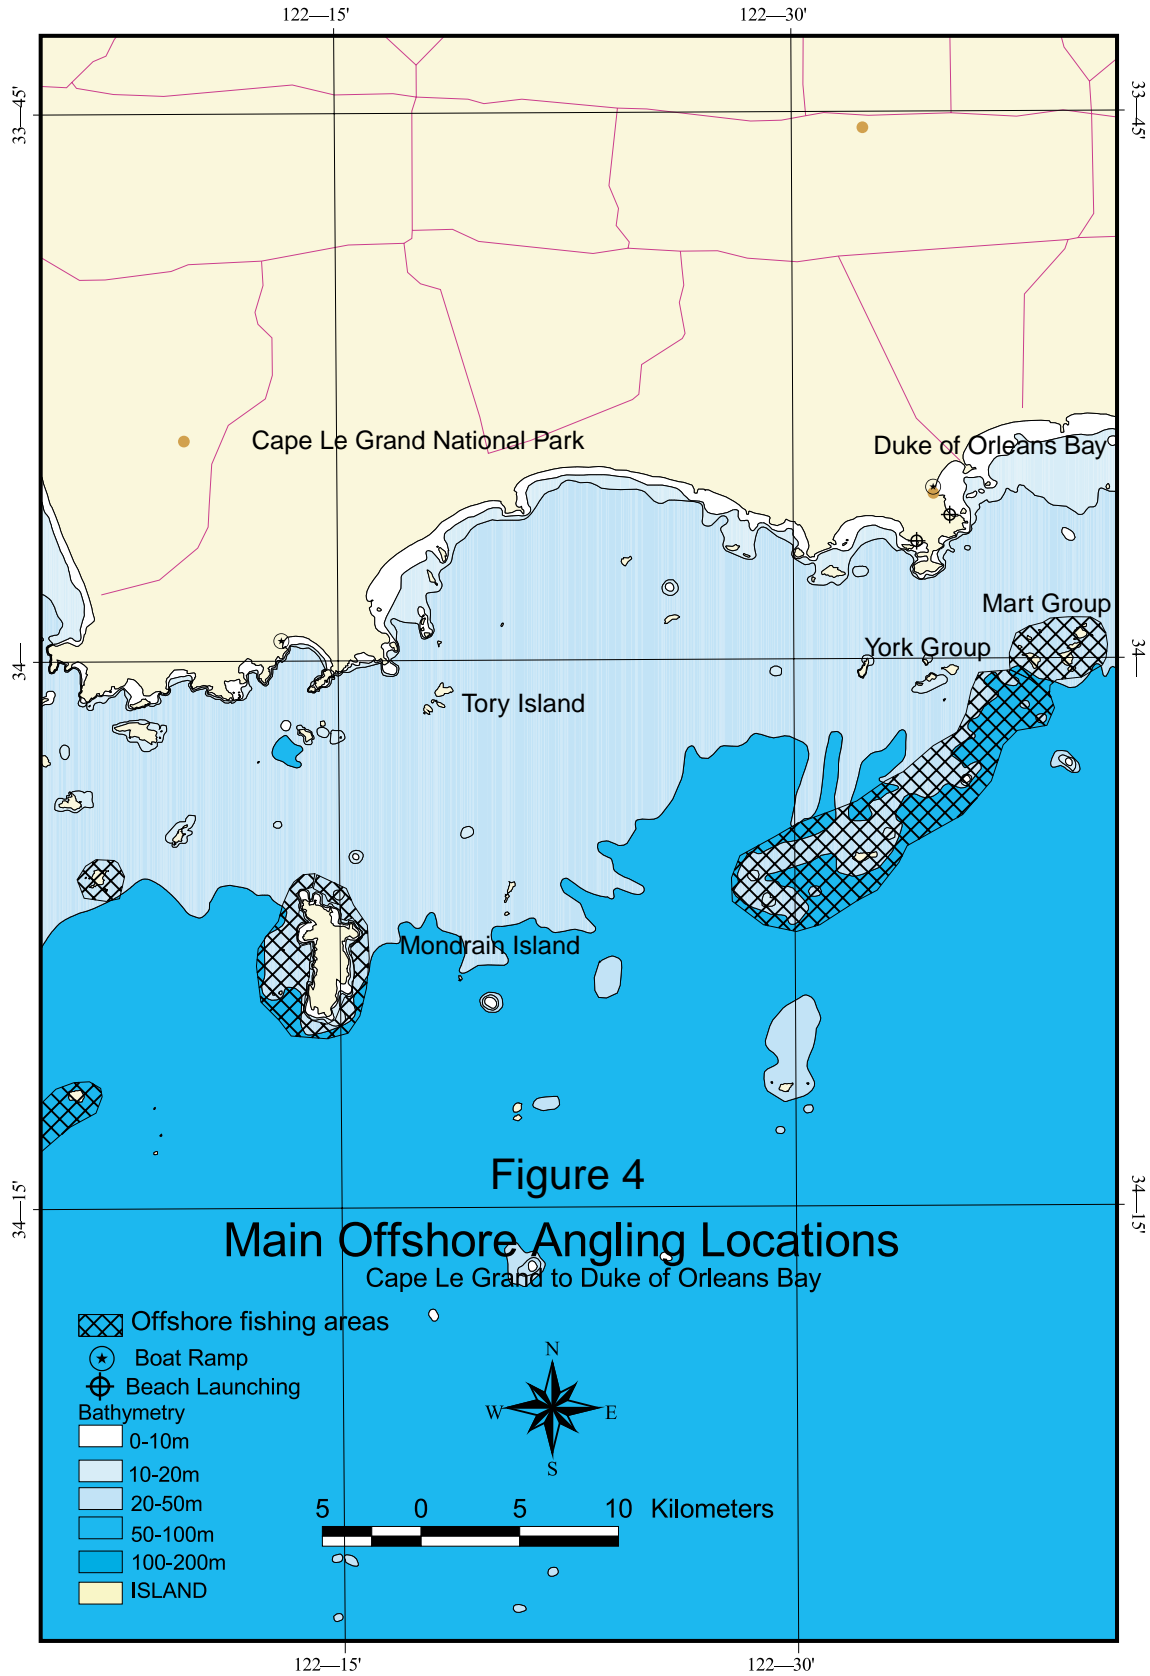 122—15'
122—30'
33—45'
33—45'
Cape Le Grand National Park
Duke of Orleans Bay
Mart Group
York Group
34—
34—
Tory Island
Mondrain Island
Figure 4
34—15'
34—15'
Main Offshore Angling Locations
Cape Le Grand to Duke of Orleans Bay
Offshore fishing areas
Boat Ramp
Beach Launching
Bathymetry
0-10m
10-20m
20-50m
50-100m
100-200m
ISLAND
N
W
E
S
5 0 5 10 Kilometers
122—15'
122—30'